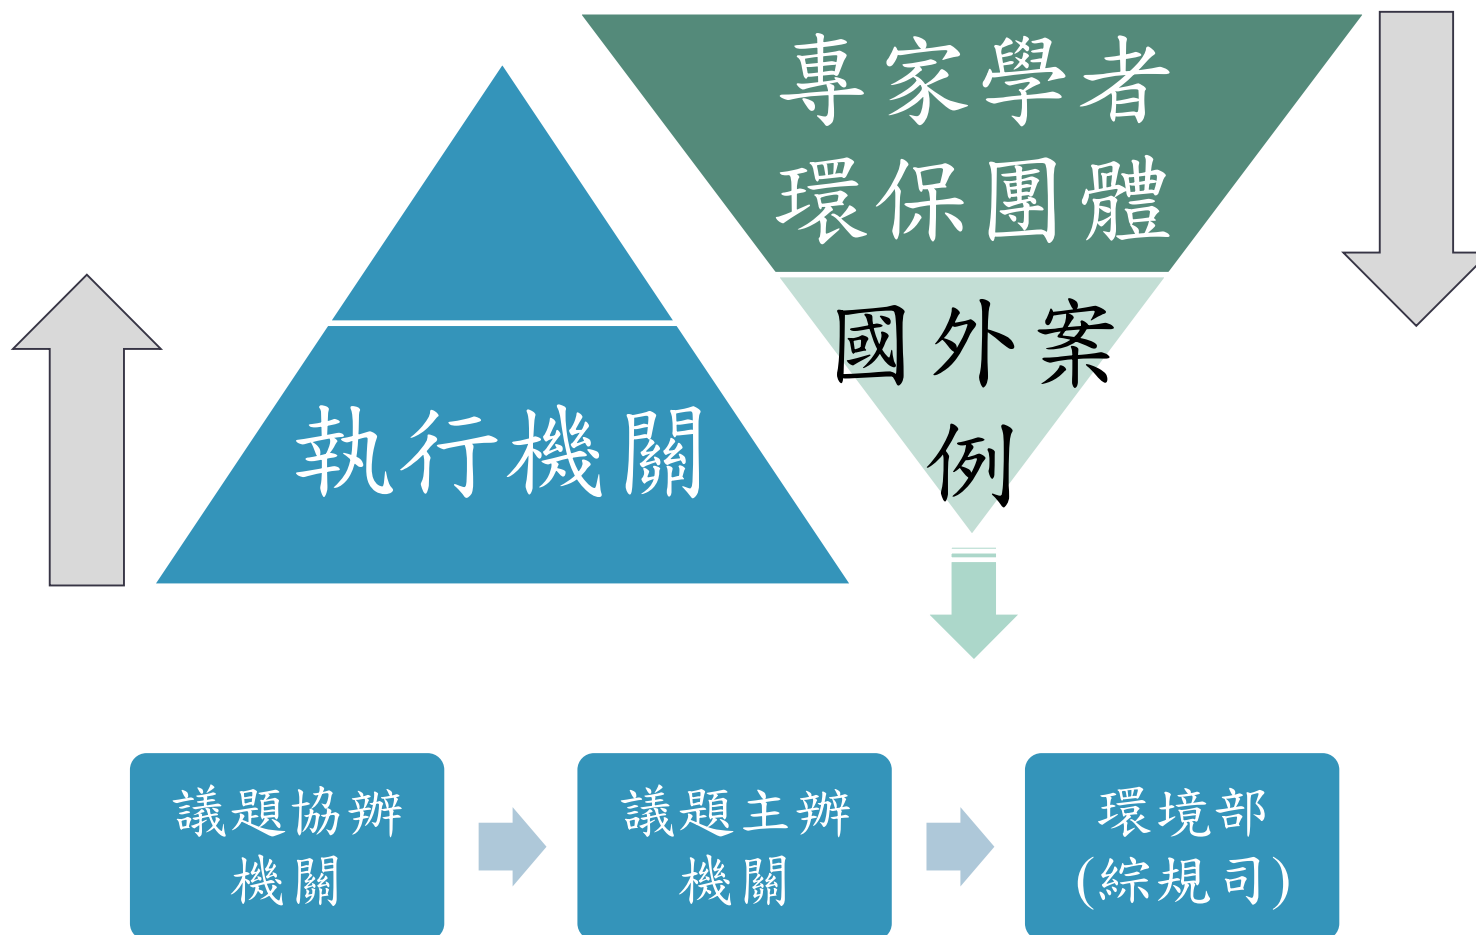 專家學者
環保團體
國外案
例
執行機關
議題協辦
機關
議題主辦
機關
環境部
(綜規司)